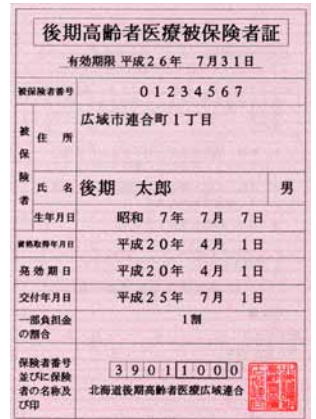 後期高齢者医療被保険者証
有効期限 平成26年 7月31日
被保険者番号 01234567
被保険者
住所 広域市連合町1丁目
氏名 後期 太郎 男
生年月日 昭和 7年 7月 7日
資格取得年月日 平成20年 4月 1日
発効期日 平成20年 4月 1日
交付年月日 平成25年 7月 1日
一部負担金の割合 1割
保険者番号
並びに保険
者の名称及
び印
39011000
北海道後期高齢者医療広域連合